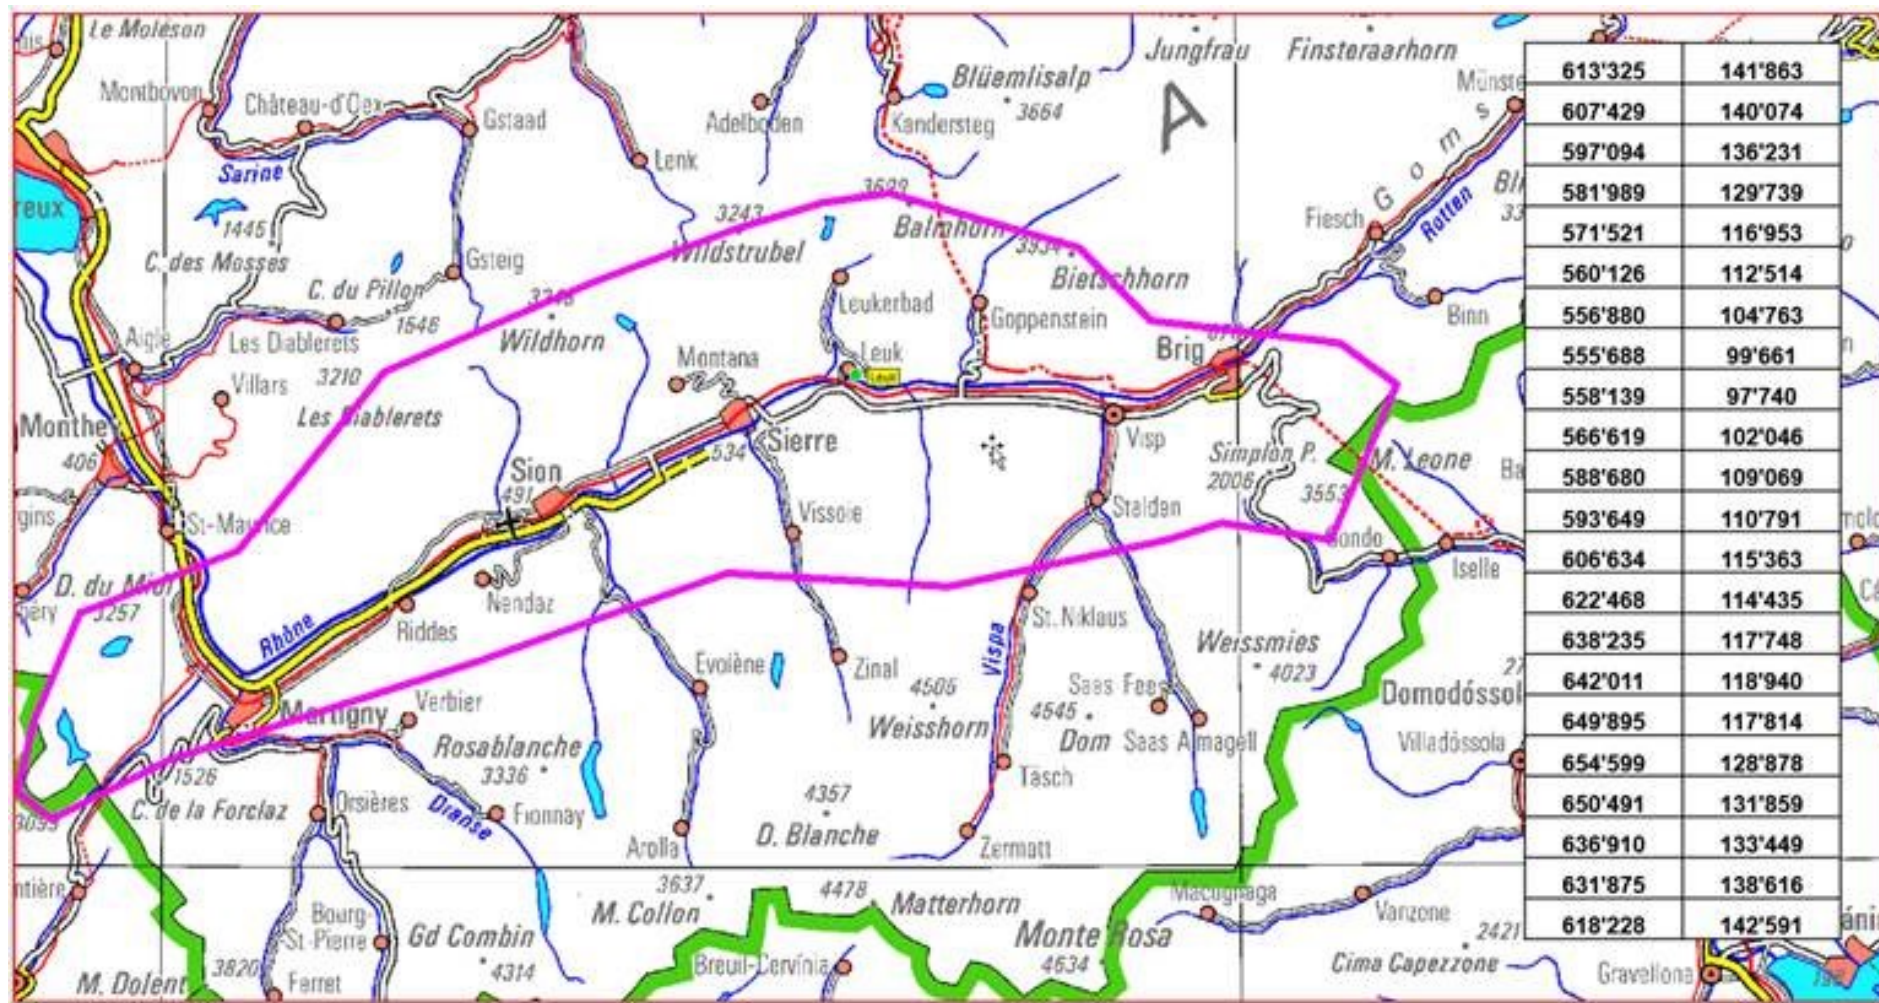 Le Moléson
Jungfrau
Finsteraarhorn
Montbovon
Château-d'Oex
Gstaad
Adelboden
Blüemlisalp
3664
Kandersteg
A
Lenk
Sarine
3243
Wildstrubel
Balmhorn
3934
Bietschhorn
Goms
Rotten
Fiesch
1445
C. des Mosses
Gsteig
C. du Pillon
1546
Wildhorn
Leukerbad
Goppenstein
Binn
Aigle
Les Diablerets
3210
Villars
Les Diablerets
Montana
Leuk
Brig
Monthe
406
Sion
491
Sierre
534
Visp
Simplon P.
2006
M. Leone
3553
St-Maurice
Vissoie
Stalden
Iselle
D. du Midi
3257
Rhône
Riddes
Nendaz
St. Niklaus
Vispa
Weissmies
4023
Evolène
Zinal
4505
Weisshorn
Saas Fee
4545
Dom
Saas Almagell
Domodóssol
Villadóssola
Martigny
Verbier
Rosablanche
3336
1526
C. de la Forclaz
Orsières
Dranse
Fionnay
Täsch
4357
D. Blanche
Arolla
Zermatt
3637
M. Collon
4478
Matterhorn
Macugnaga
Vanzone
Bourg-
St-Pierre
Gd Combin
4314
Monte Rosa
4634
Breuil-Cervínia
2421
Cima Capezzone
Gravellona
M. Dolent
3820
Ferret
613'325 141'863
607'429 140'074
597'094 136'231
581'989 129'739
571'521 116'953
560'126 112'514
556'880 104'763
555'688 99'661
558'139 97'740
566'619 102'046
588'680 109'069
593'649 110'791
606'634 115'363
622'468 114'435
638'235 117'748
642'011 118'940
649'895 117'814
654'599 128'878
650'491 131'859
636'910 133'449
631'875 138'616
618'228 142'591